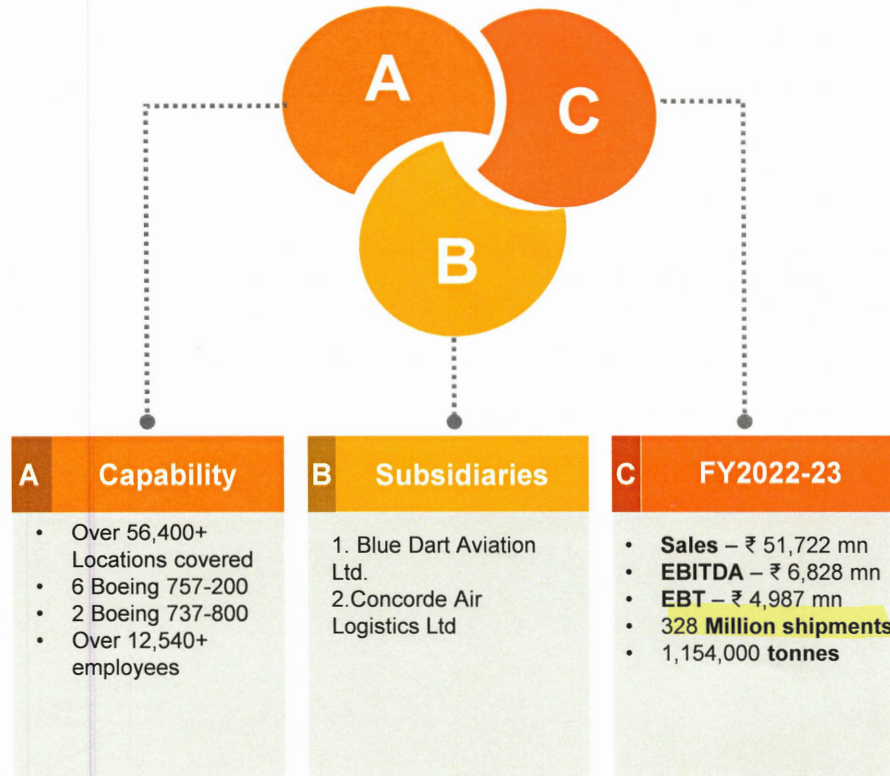 A
C
B
A Capability
• Over 56,400+
Locations covered
• 6 Boeing 757-200
• 2 Boeing 737-800
• Over 12,540+
employees
B Subsidiaries
1. Blue Dart Aviation
Ltd.
2.Concorde Air
Logistics Ltd
C FY2022-23
• Sales – ₹ 51,722 mn
• EBITDA – ₹ 6,828 mn
• EBT – ₹ 4,987 mn
• 328 Million shipments
• 1,154,000 tonnes